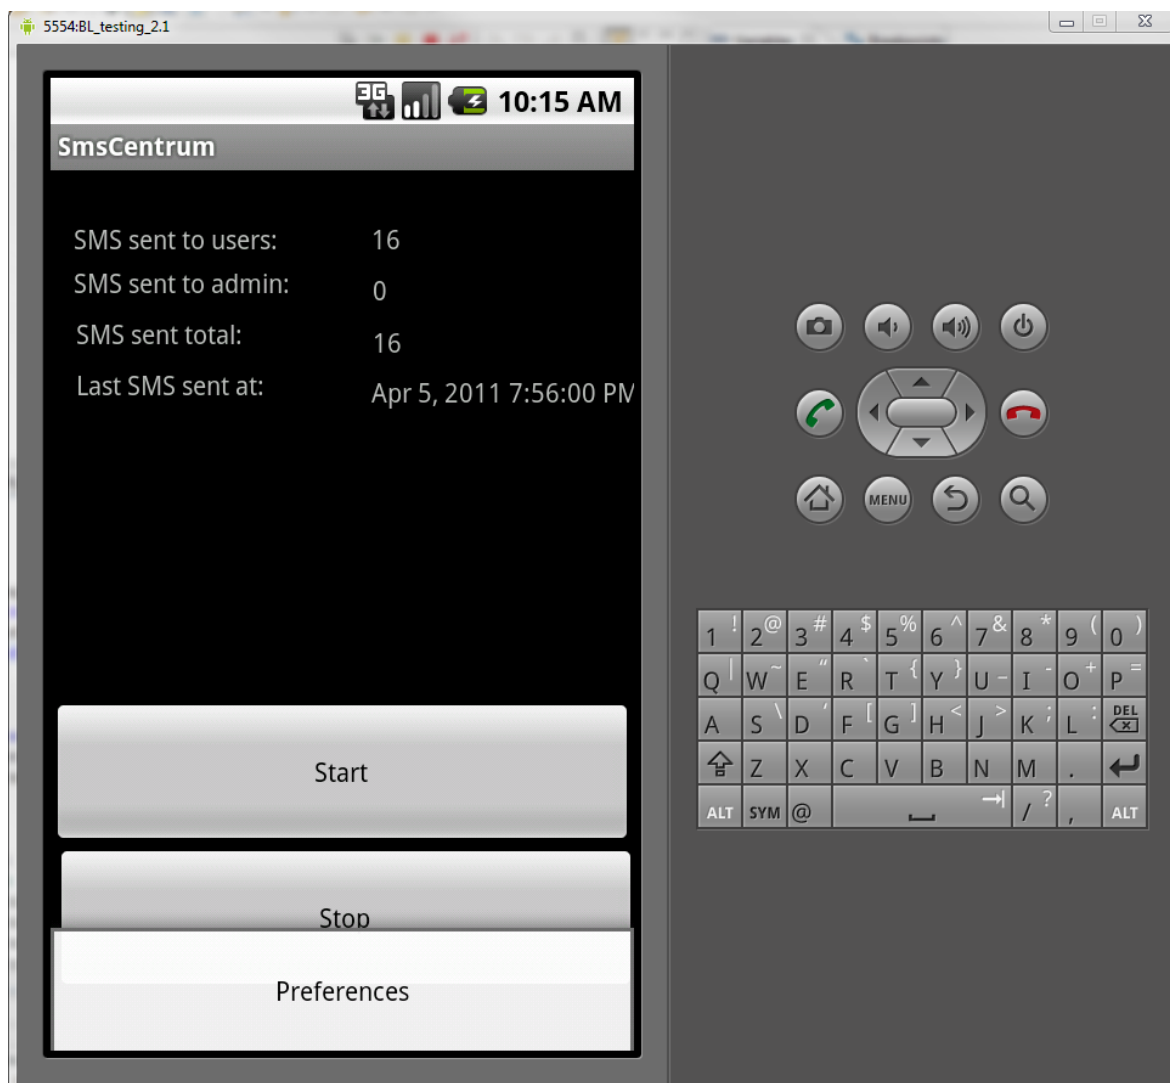 5554:BL_testing_2.1
3G 10:15 AM
SmsCentrum
SMS sent to users: 16
SMS sent to admin: 0
SMS sent total: 16
Last SMS sent at: Apr 5, 2011 7:56:00 PM
Start
Stop
Preferences
MENU
1 ! 2 @ 3 # 4 $ 5 % 6 ^ 7 & 8 * 9 ( 0 )
Q | W ~ E " R ` T { Y } U _ I - O + P =
A S \ D ' F [ G ] H < J > K ; L : DEL
Z X C V B N M .
ALT SYM @ / ? , ALT